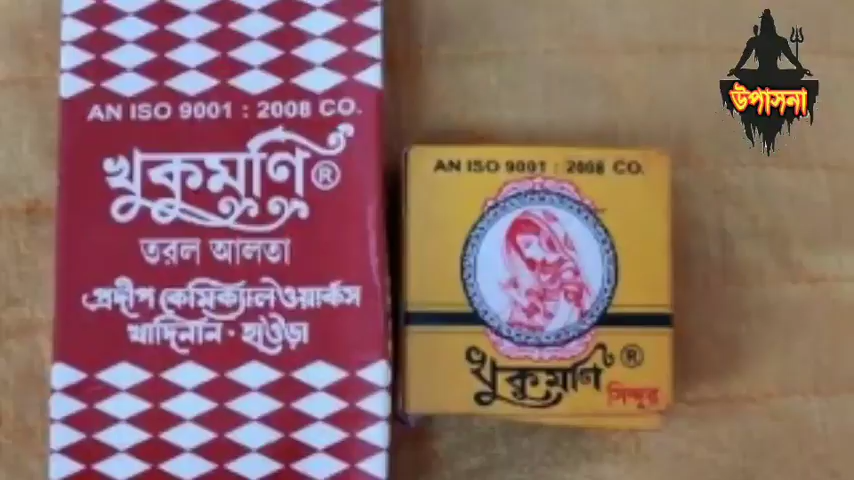 AN ISO 9001 : 2008 CO.
খুকুমণি®
তরল আলতা
প্রদীপ কেমিক্যাল ওয়ার্কস
খাদিনান · হাওড়া
AN ISO 9001 : 2008 CO.
খুকুমণি®
সিন্দুর
উপাসনা